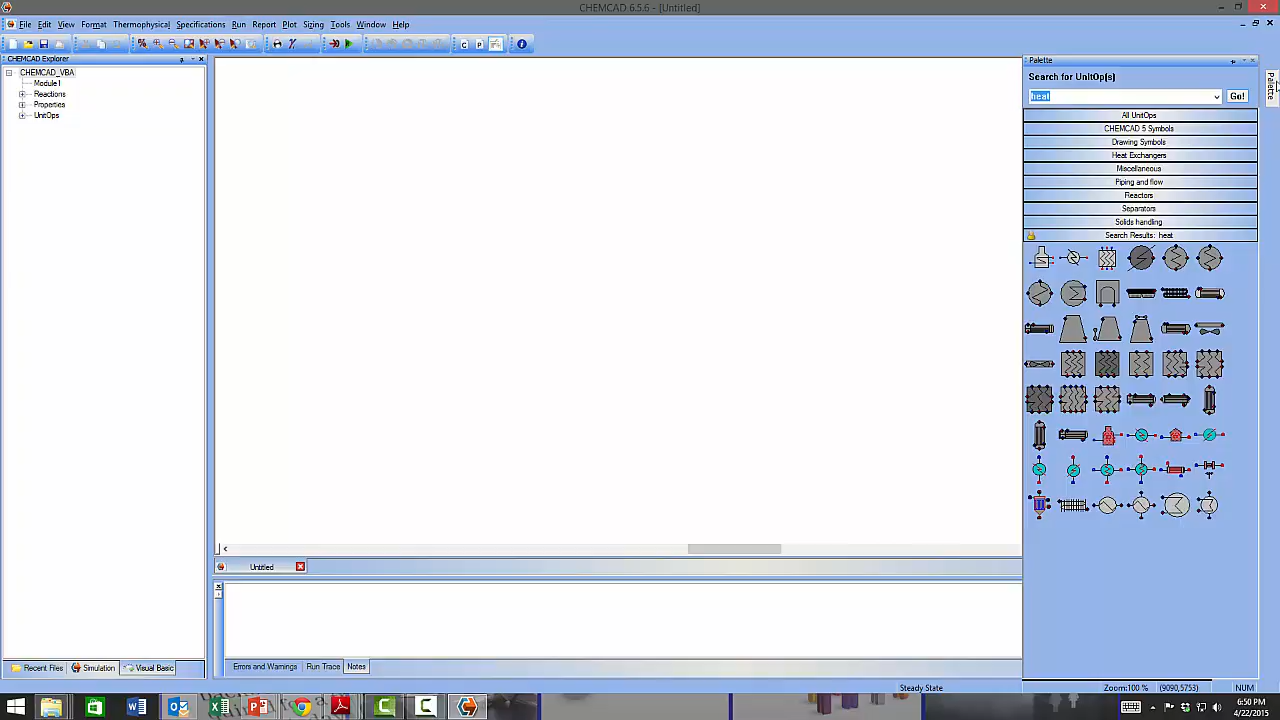 CHEMCAD 6.5.6 - [Untitled]
File Edit View Format Thermophysical Specifications Run Report Plot Sizing Tools Window Help
CHEMCAD Explorer
CHEMCAD_VBA
Module1
Reactions
Properties
UnitOps
Recent Files Simulation Visual Basic
Untitled
Errors and Warnings Run Trace Notes
Palette
Search for UnitOp(s)
heat
Go!
All UnitOps
CHEMCAD 5 Symbols
Drawing Symbols
Heat Exchangers
Miscellaneous
Piping and flow
Reactors
Separators
Solids handling
Search Results: heat
Palette
Steady State
Zoom:100 %
(9090,5753)
NUM
6:50 PM
4/22/2015